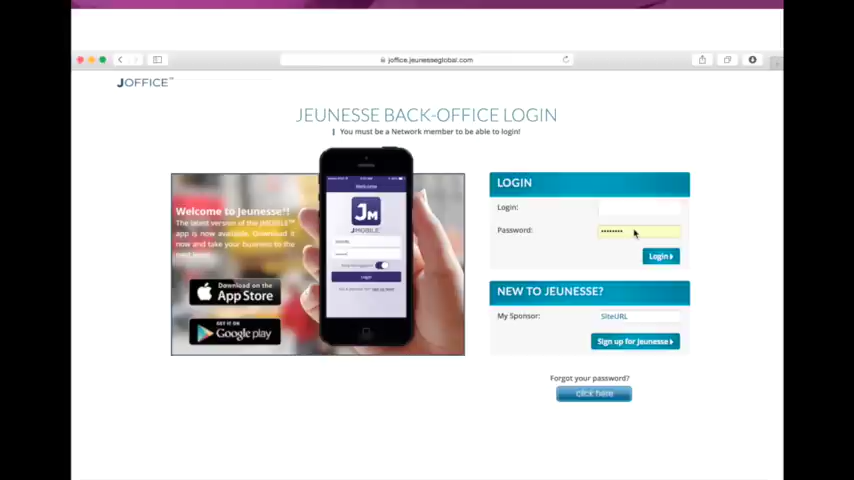 joffice.jeunesseglobal.com
JOFFICE™
JEUNESSE BACK-OFFICE LOGIN
You must be a Network member to be able to login!
Welcome to Jeunesse®!
The latest version of the JMOBILE™
app is now available. Download it
now and take your business to the
next level.
Download on the
App Store
GET IT ON
Google play
Welcome
JM
JMOBILE
Login
LOGIN
Login:
Password:
Login
NEW TO JEUNESSE?
My Sponsor:
SiteURL
Sign up for Jeunesse
Forgot your password?
click here